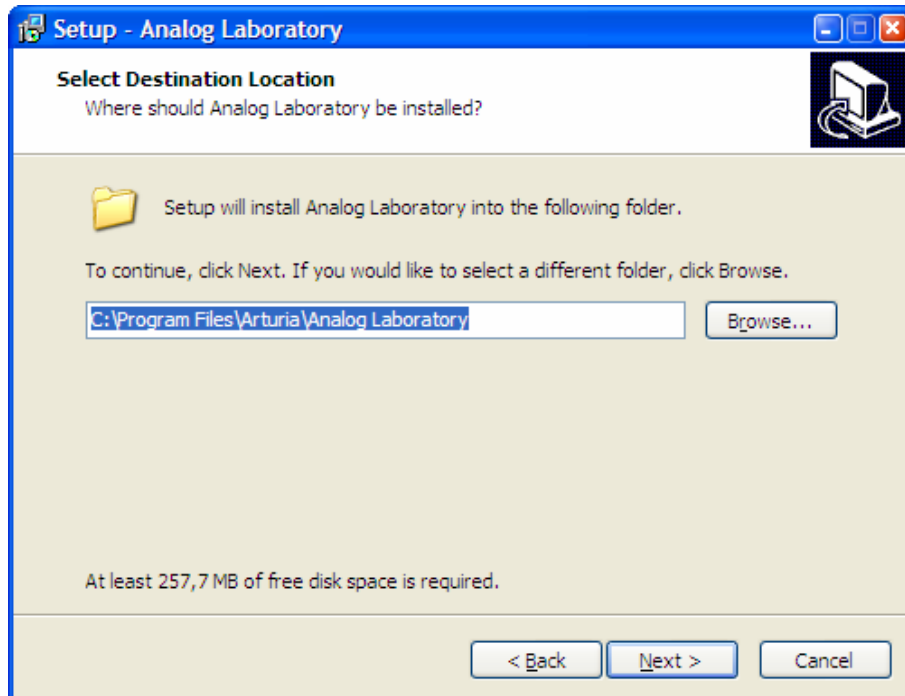 Setup - Analog Laboratory
Select Destination Location
Where should Analog Laboratory be installed?
Setup will install Analog Laboratory into the following folder.
To continue, click Next. If you would like to select a different folder, click Browse.
C:\Program Files\Arturia\Analog Laboratory
Browse...
At least 257,7 MB of free disk space is required.
< Back
Next >
Cancel